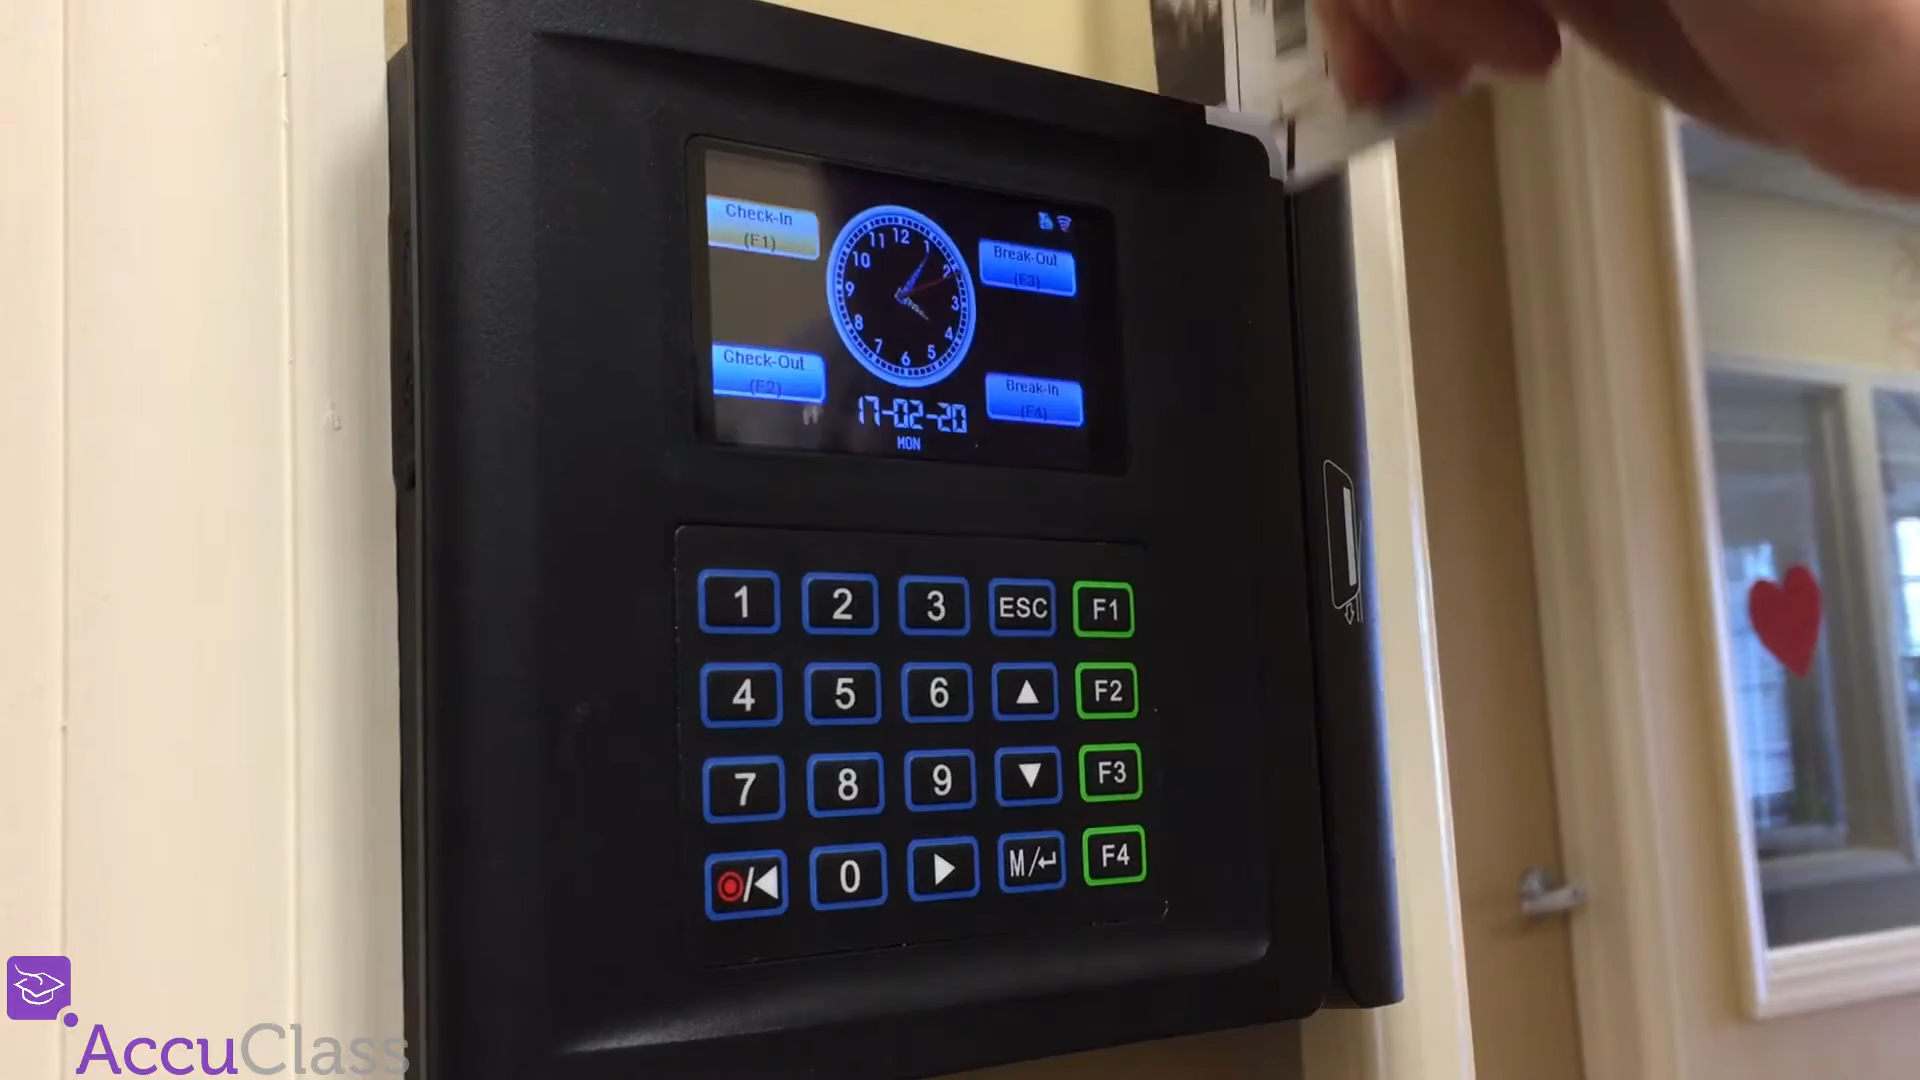 Check-In
(F1)
Check-Out
(F2)
12
1
2
3
4
5
6
7
8
9
10
11
17-02-20
MON
Break-Out
(F3)
Break-In
(F4)
1 2 3 ESC F1
4 5 6 ▲ F2
7 8 9 ▼ F3
◉/◀ 0 ▶ M/↵ F4
AccuClass